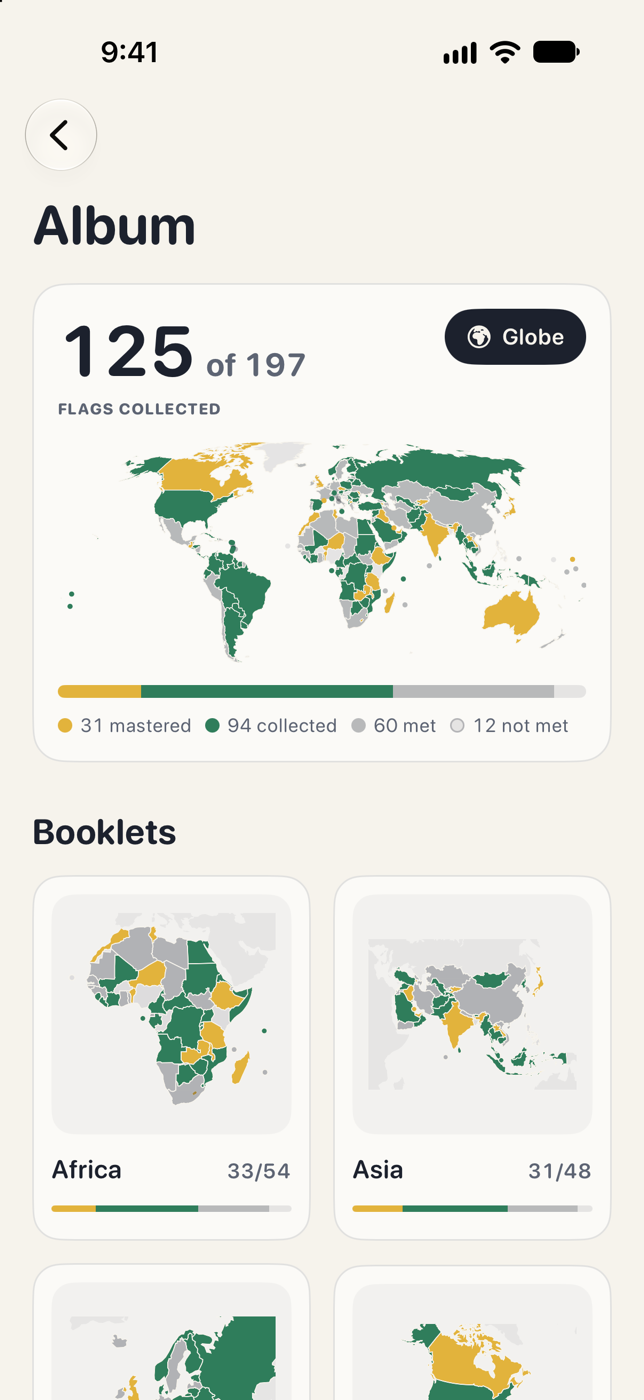 9:41
Album
125 of 197
Globe
FLAGS COLLECTED
31 mastered 94 collected 60 met 12 not met
Booklets
Africa 33/54
Asia 31/48